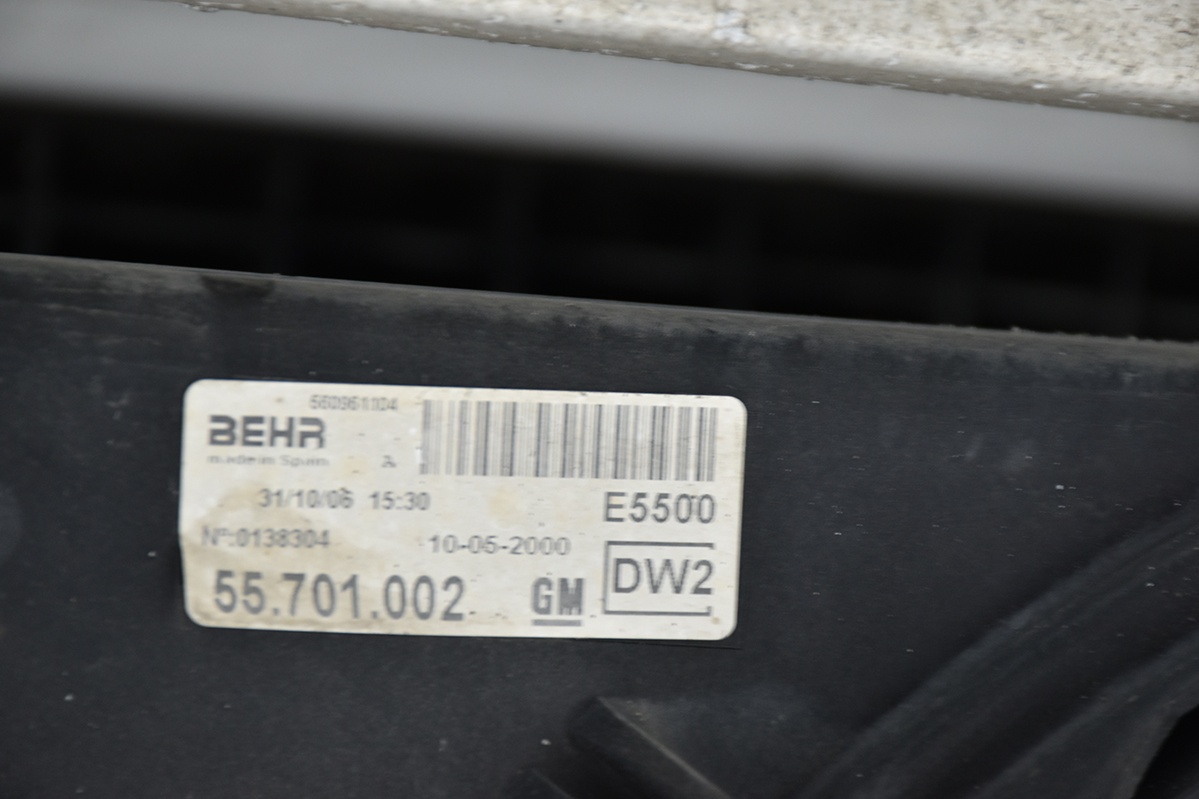 560961004
BEHR
made in Spain A
31/10/06 15:30 E5500
Nº:0138304 10-05-2000 DW2
55.701.002 GM